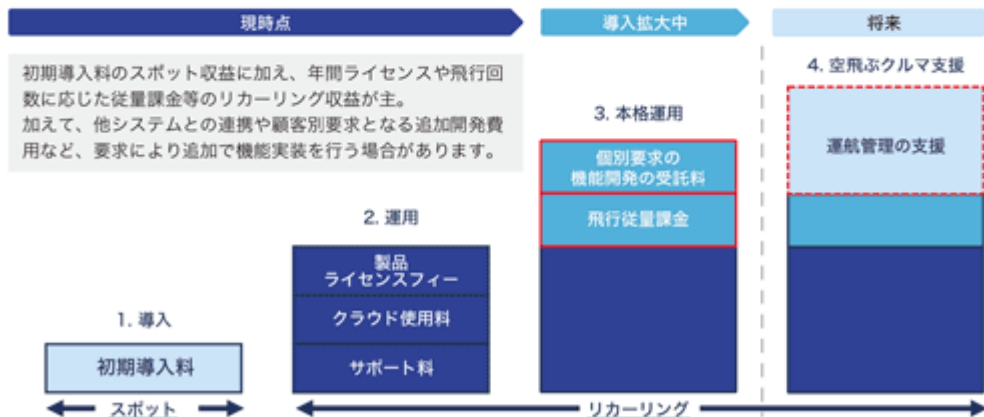 現時点
導入拡大中
将来
初期導入料のスポット収益に加え、年間ライセンスや飛行回
数に応じた従量課金等のリカーリング収益が主。
加えて、他システムとの連携や顧客別要求となる追加開発費
用など、要求により追加で機能実装を行う場合があります。
4. 空飛ぶクルマ支援
運航管理の支援
3. 本格運用
個別要求の
機能開発の受託料
飛行従量課金
2. 運用
製品
ライセンスフィー
クラウド使用料
サポート料
1. 導入
初期導入料
スポット
リカーリング